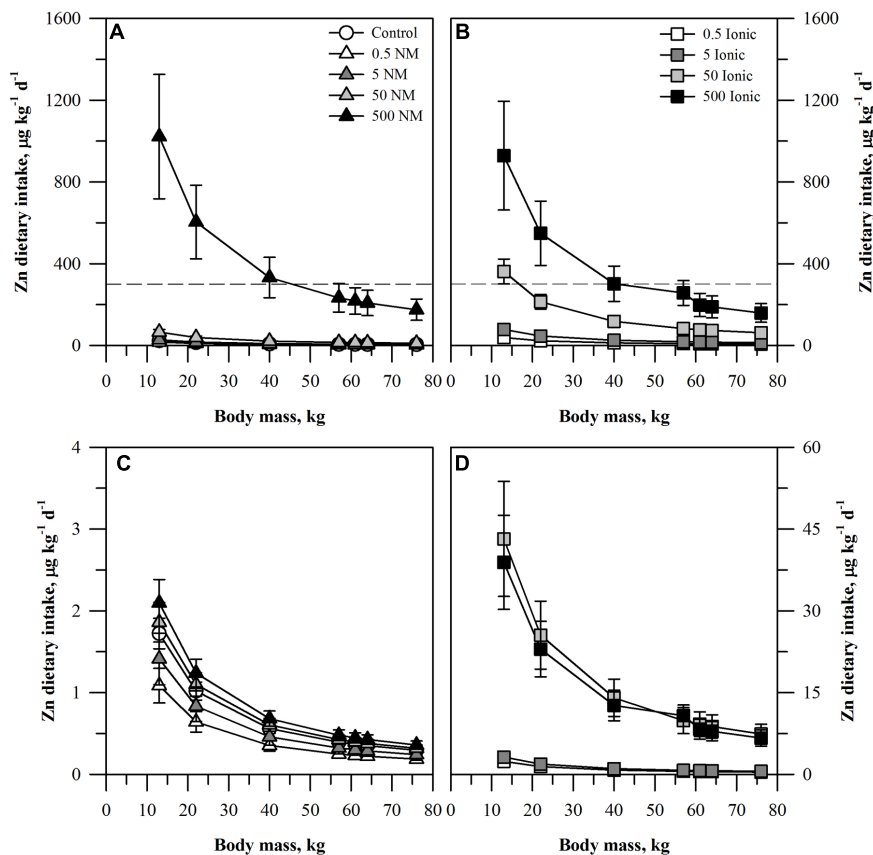 A
Control
0.5 NM
5 NM
50 NM
500 NM
1600
1200
800
400
0
Zn dietary intake, µg kg⁻¹ d⁻¹
0 10 20 30 40 50 60 70 80
Body mass, kg
B
0.5 Ionic
5 Ionic
50 Ionic
500 Ionic
1600
1200
800
400
0
Zn dietary intake, µg kg⁻¹ d⁻¹
0 10 20 30 40 50 60 70 80
Body mass, kg
C
4
3
2
1
0
Zn dietary intake, µg kg⁻¹ d⁻¹
0 10 20 30 40 50 60 70 80
Body mass, kg
D
60
45
30
15
0
Zn dietary intake, µg kg⁻¹ d⁻¹
0 10 20 30 40 50 60 70 80
Body mass, kg